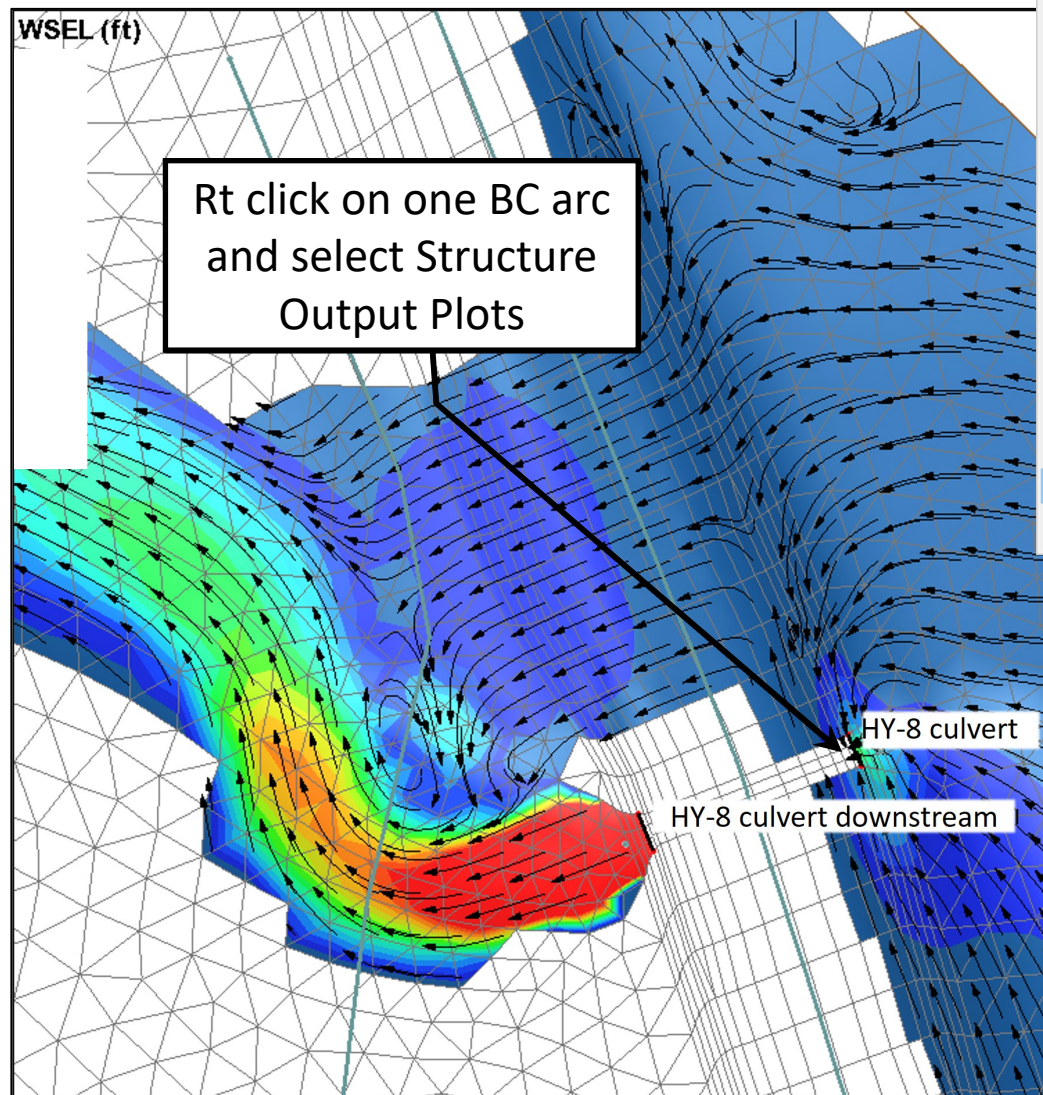 WSEL (ft)
Rt click on one BC arc
and select Structure
Output Plots
HY-8 culvert
HY-8 culvert downstream